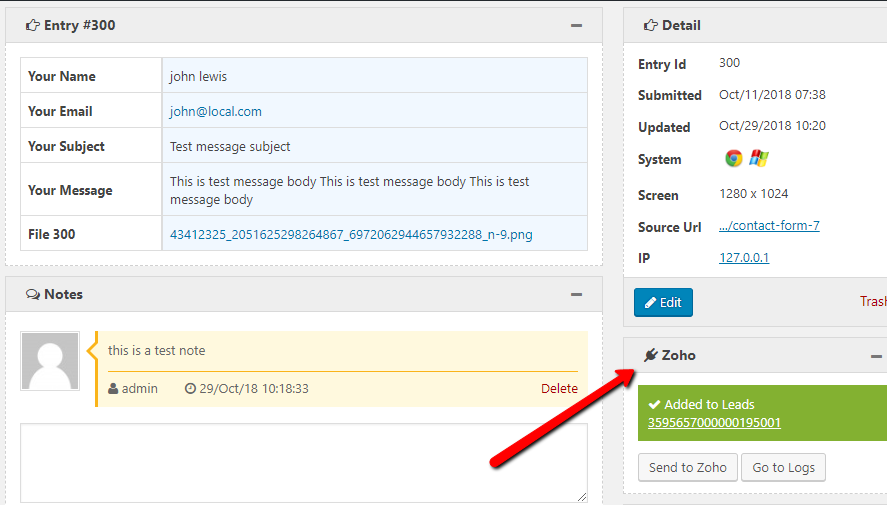 Entry #300
Your Name john lewis
Your Email john@local.com
Your Subject Test message subject
Your Message This is test message body This is test message body This is test
message body
File 300 43412325_2051625298264867_6972062944657932288_n-9.png
Notes
this is a test note
admin 29/Oct/18 10:18:33 Delete
Detail
Entry Id 300
Submitted Oct/11/2018 07:38
Updated Oct/29/2018 10:20
System
Screen 1280 x 1024
Source Url .../contact-form-7
IP 127.0.0.1
Edit Trash
Zoho
Added to Leads
3595657000000195001
Send to Zoho Go to Logs